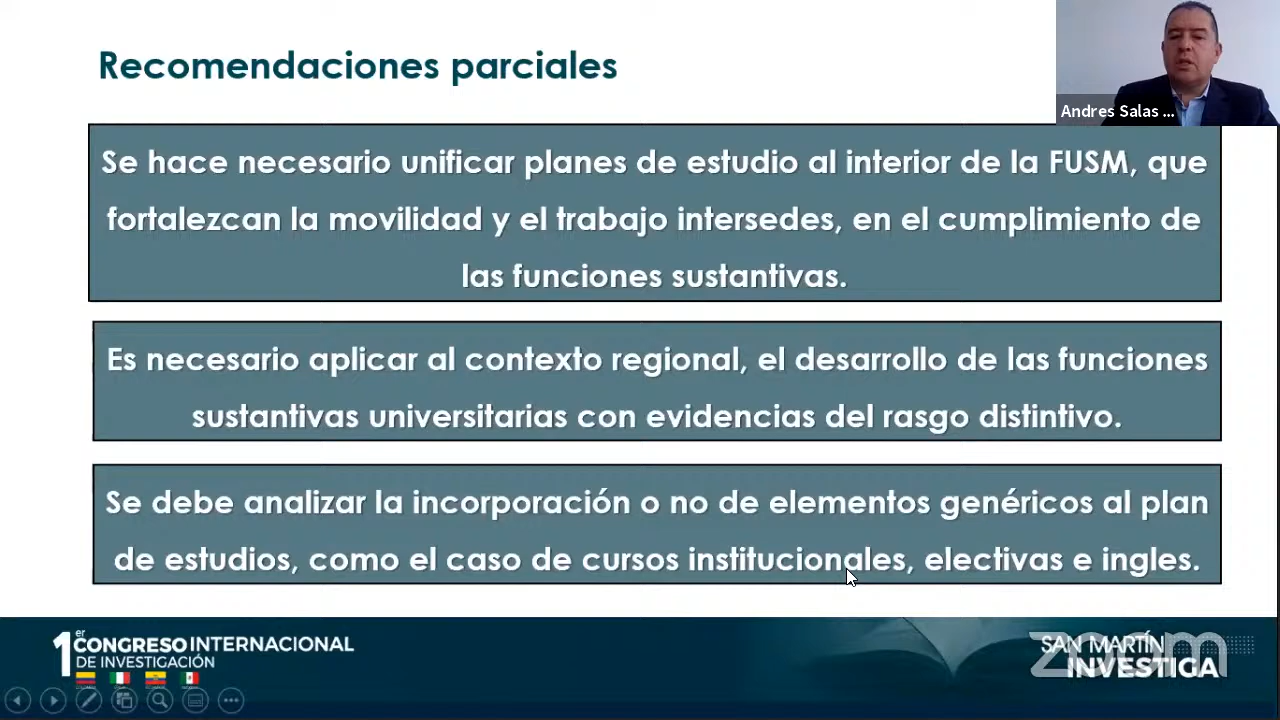 Recomendaciones parciales
Andres Salas ...
Se hace necesario unificar planes de estudio al interior de la FUSM, que
fortalezcan la movilidad y el trabajo intersedes, en el cumplimiento de
las funciones sustantivas.
Es necesario aplicar al contexto regional, el desarrollo de las funciones
sustantivas universitarias con evidencias del rasgo distintivo.
Se debe analizar la incorporación o no de elementos genéricos al plan
de estudios, como el caso de cursos institucionales, electivas e ingles.
1er CONGRESO INTERNACIONAL
DE INVESTIGACIÓN
SAN MARTÍN
INVESTIGA
zoom